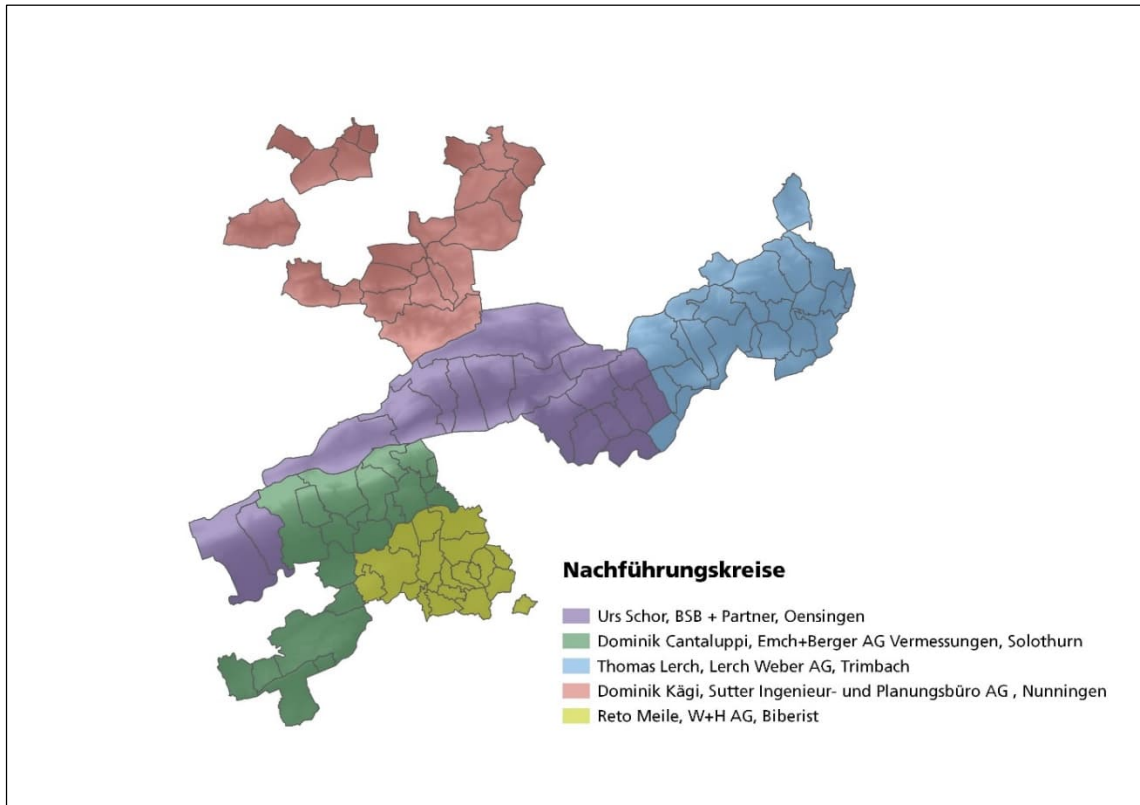 Nachführungskreise
Urs Schor, BSB + Partner, Oensingen
Dominik Cantaluppi, Emch+Berger AG Vermessungen, Solothurn
Thomas Lerch, Lerch Weber AG, Trimbach
Dominik Kägi, Sutter Ingenieur- und Planungsbüro AG , Nunningen
Reto Meile, W+H AG, Biberist